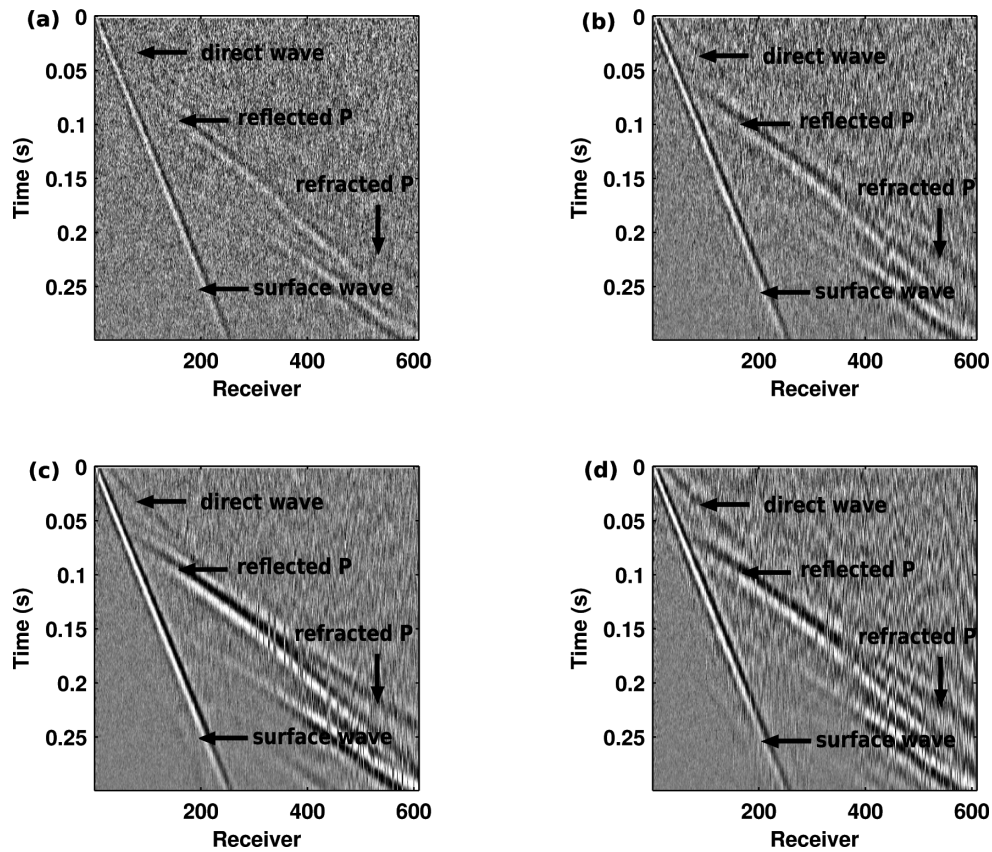 (a)
0
0.05
0.1
0.15
0.2
0.25
Time (s)
direct wave
reflected P
refracted P
surface wave
200 400 600
Receiver
(b)
0
0.05
0.1
0.15
0.2
0.25
Time (s)
direct wave
reflected P
refracted P
surface wave
200 400 600
Receiver
(c)
0
0.05
0.1
0.15
0.2
0.25
Time (s)
direct wave
reflected P
refracted P
surface wave
200 400 600
Receiver
(d)
0
0.05
0.1
0.15
0.2
0.25
Time (s)
direct wave
reflected P
refracted P
surface wave
200 400 600
Receiver